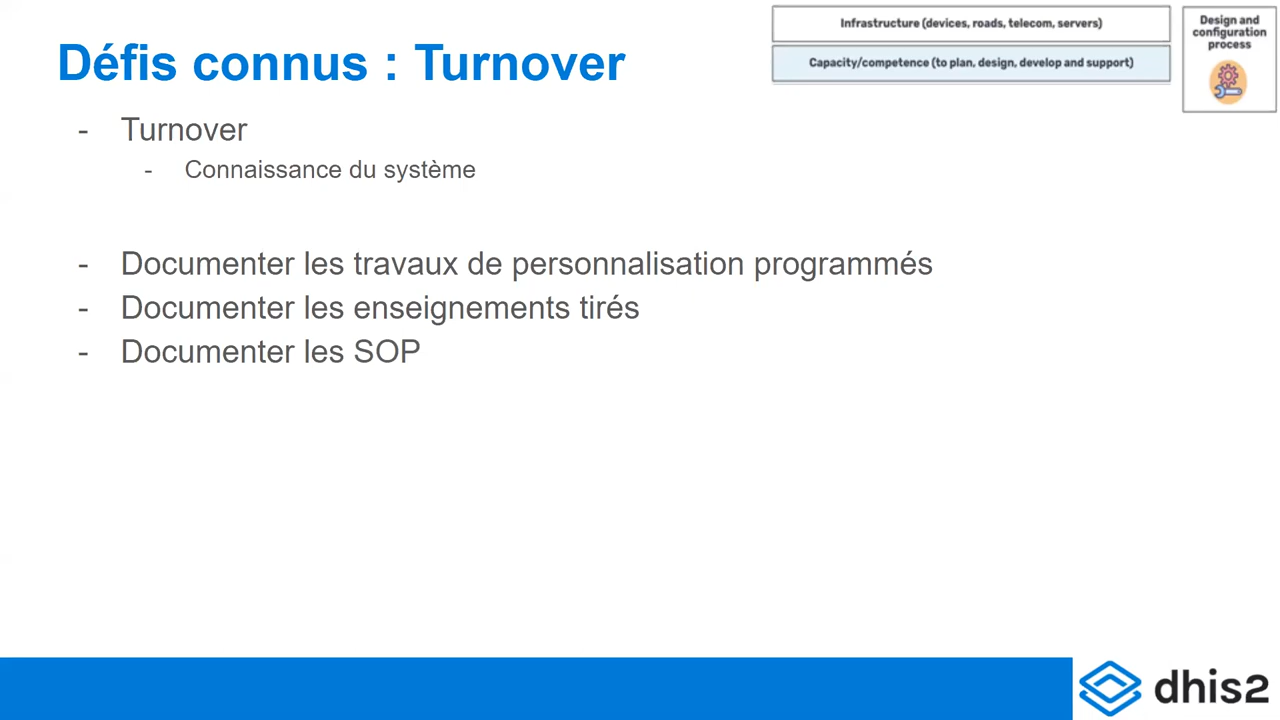 Défis connus : Turnover
Infrastructure (devices, roads, telecom, servers)
Capacity/competence (to plan, design, develop and support)
Design and
configuration
process
- Turnover
- Connaissance du système
- Documenter les travaux de personnalisation programmés
- Documenter les enseignements tirés
- Documenter les SOP
dhis2